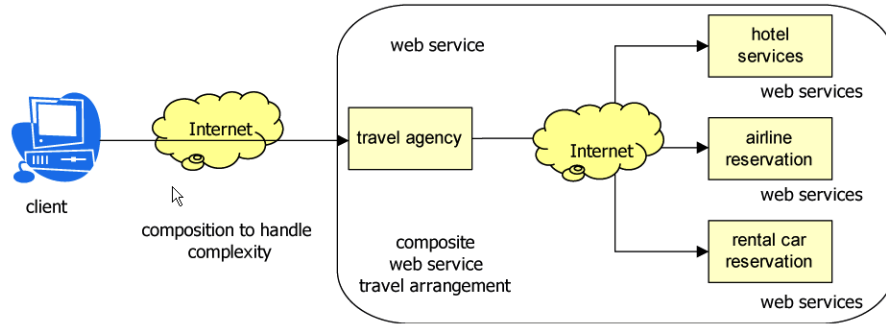 web service
hotel
services
web services
Internet
travel agency
Internet
airline
reservation
web services
client
composition to handle
complexity
composite
web service
travel arrangement
rental car
reservation
web services